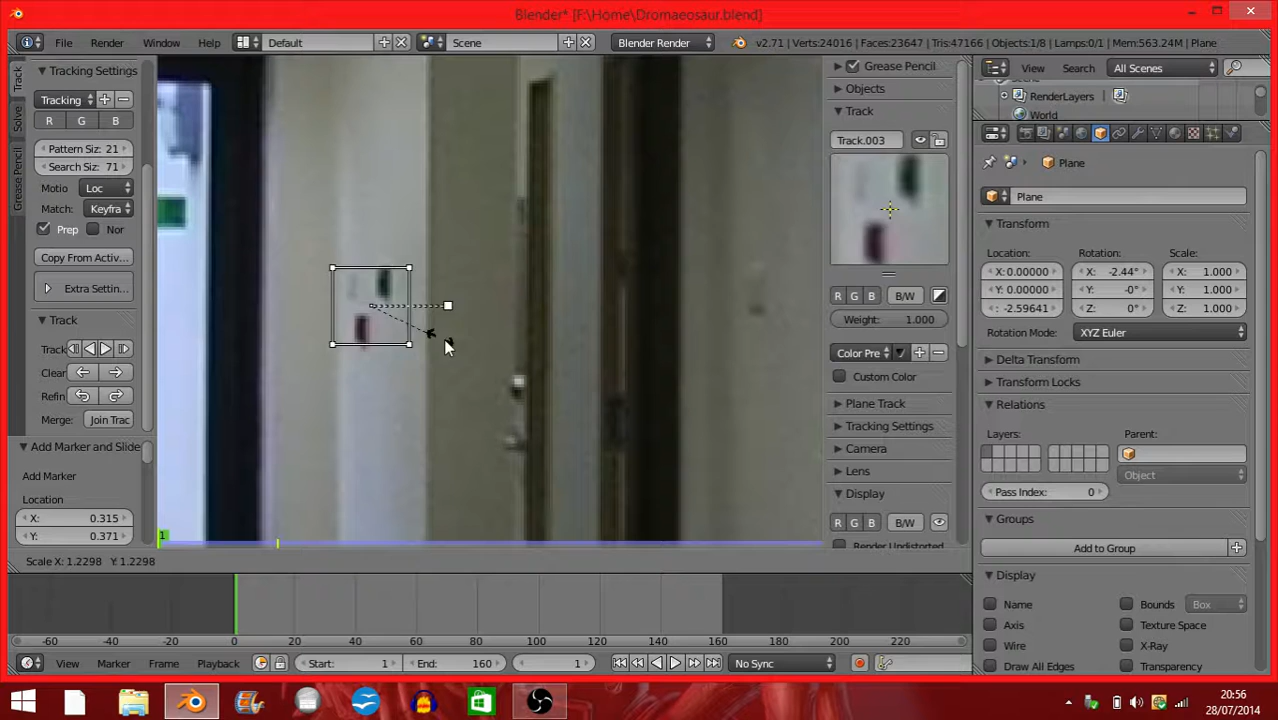 Blender* [F:\Home\Dromaeosaur.blend]
File Render Window Help Default Scene Blender Render v2.71 | Verts:24016 | Faces:23647 | Tris:47166 | Objects:1/8 | Lamps:0/1 | Mem:563.24M | Plane
Track
Solve
Grease Pencil
Tracking Settings
Tracking
R G B
Pattern Siz: 21
Search Siz: 71
Motio Loc
Match: Keyfra
Prep Nor
Copy From Activ...
Extra Settin...
Track
Track
Clear
Refin
Merge: Join Trac
Add Marker and Slide
Add Marker
Location
X: 0.315
Y: 0.371
1
Scale X: 1.2298 Y: 1.2298
Grease Pencil
Objects
Track
Track.003
R G B B/W
Weight: 1.000
Color Pre
Custom Color
Plane Track
Tracking Settings
Camera
Lens
Display
R G B B/W
Render Undistorted
View Search All Scenes
RenderLayers
World
Plane
Plane
Transform
Location: Rotation: Scale:
X: 0.00000 X: -2.44° X: 1.000
Y: 0.00000 Y: -0° Y: 1.000
: -2.59641 Z: 0° Z: 1.000
Rotation Mode: XYZ Euler
Delta Transform
Transform Locks
Relations
Layers: Parent:
Object
Pass Index: 0
Groups
Add to Group
Display
Name Bounds Box
Axis Texture Space
Wire X-Ray
Draw All Edges Transparency
-60 -40 -20 0 20 40 60 80 100 120 140 160 180 200 220
View Marker Frame Playback Start: 1 End: 160 1 No Sync
20:56
28/07/2014